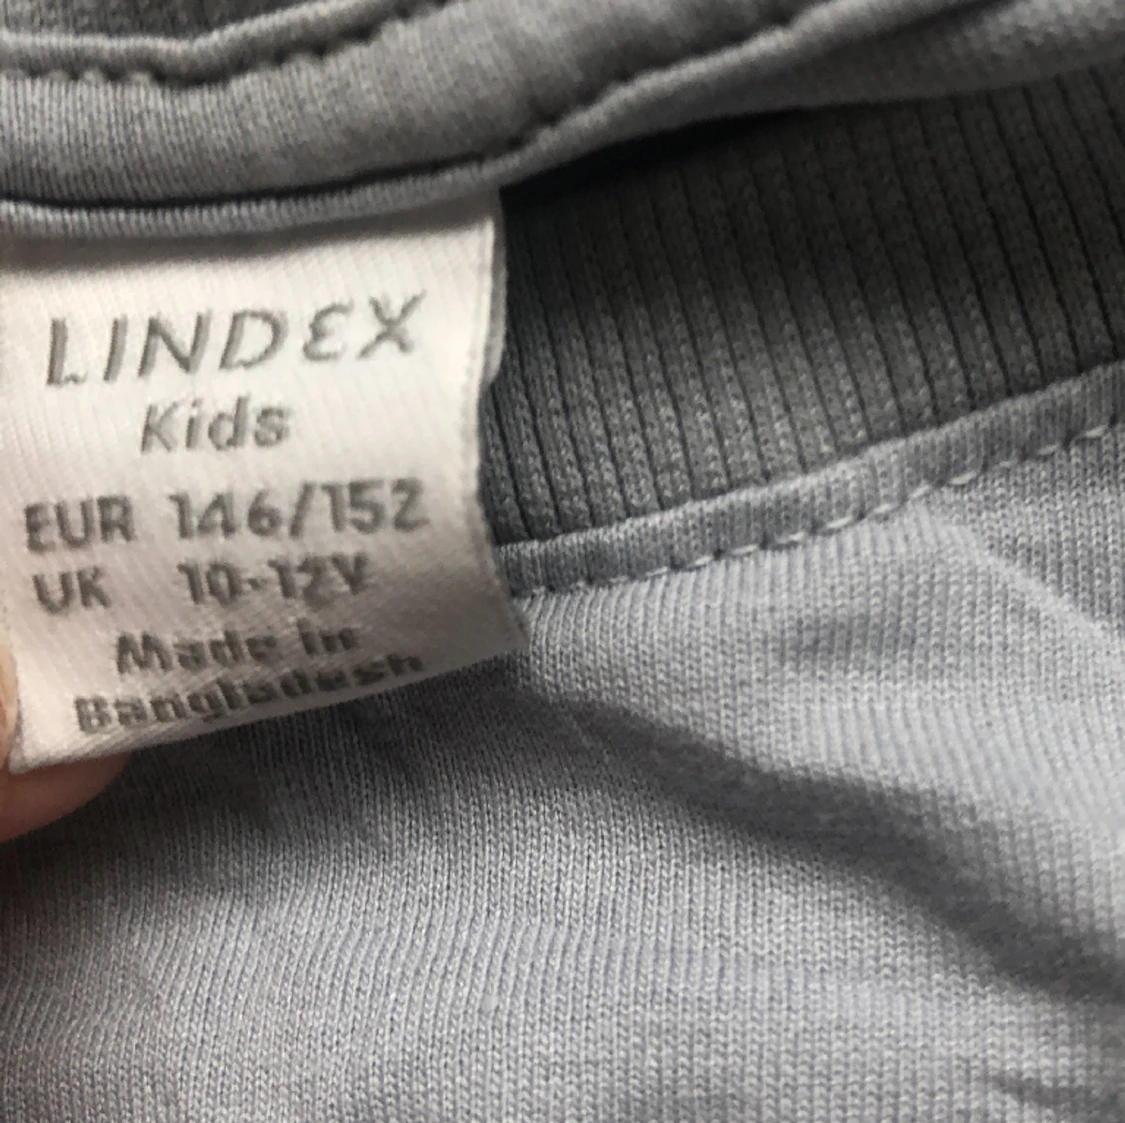 LINDEX
Kids
EUR 146/152
UK 10-12Y
Made in
Bangladesh